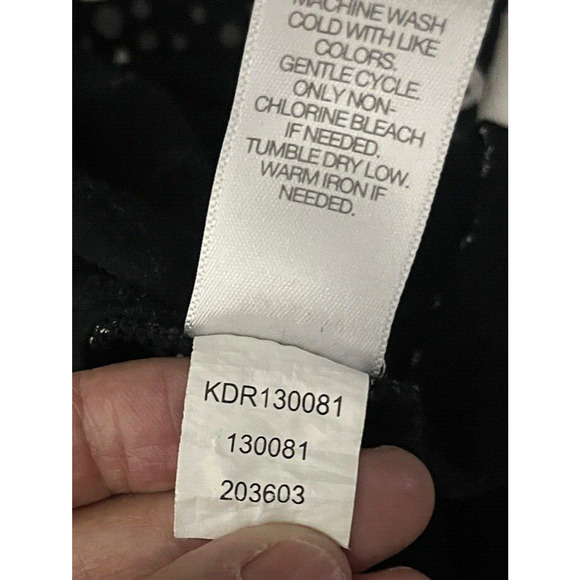 MACHINE WASH
COLD WITH LIKE
COLORS.
GENTLE CYCLE.
ONLY NON-
CHLORINE BLEACH
IF NEEDED.
TUMBLE DRY LOW.
WARM IRON IF
NEEDED.
KDR130081
130081
203603